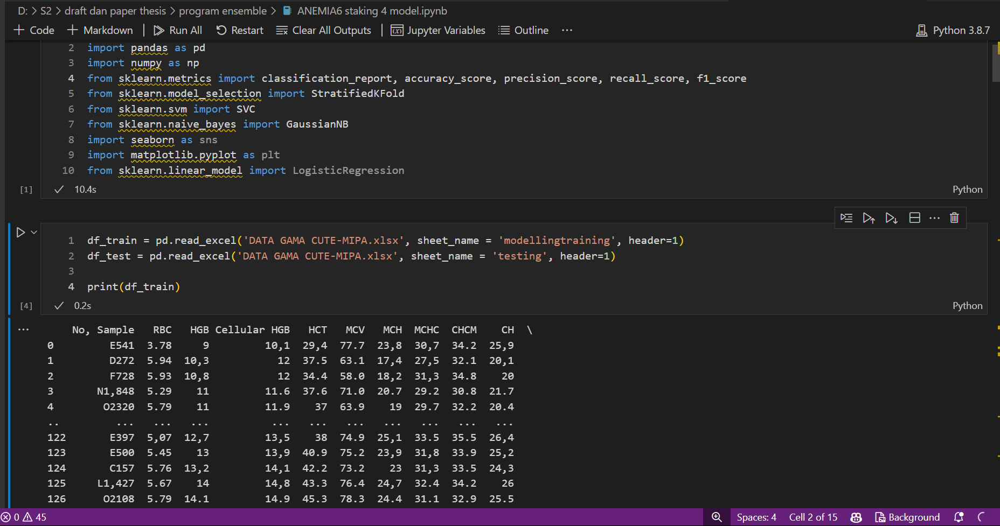 D: > S2 > draft dan paper thesis > program ensemble > ANEMIA6 staking 4 model.ipynb
+ Code + Markdown | Run All Restart Clear All Outputs | Jupyter Variables Outline ··· Python 3.8.7
2 import pandas as pd
3 import numpy as np
4 from sklearn.metrics import classification_report, accuracy_score, precision_score, recall_score, f1_score
5 from sklearn.model_selection import StratifiedKFold
6 from sklearn.svm import SVC
7 from sklearn.naive_bayes import GaussianNB
8 import seaborn as sns
9 import matplotlib.pyplot as plt
10 from sklearn.linear_model import LogisticRegression
[1] ✓ 10.4s Python
1 df_train = pd.read_excel('DATA GAMA CUTE-MIPA.xlsx', sheet_name = 'modellingtraining', header=1)
2 df_test = pd.read_excel('DATA GAMA CUTE-MIPA.xlsx', sheet_name = 'testing', header=1)
3
4 print(df_train)
[4] ✓ 0.2s Python
··· No, Sample RBC HGB Cellular HGB HCT MCV MCH MCHC CHCM CH \
0 E541 3.78 9 10,1 29,4 77.7 23,8 30,7 34.2 25,9
1 D272 5.94 10,3 12 37.5 63.1 17,4 27,5 32.1 20,1
2 F728 5.93 10,8 12 34.4 58.0 18,2 31,3 34.8 20
3 N1,848 5.29 11 11.6 37.6 71.0 20.7 29.2 30.8 21.7
4 O2320 5.79 11 11.9 37 63.9 19 29.7 32.2 20.4
.. ... ... ... ... ... ... ... ... ... ...
122 E397 5,07 12,7 13,5 38 74.9 25,1 33.5 35.5 26,4
123 E500 5.45 13 13,9 40.9 75.2 23,9 31,8 33.9 25,2
124 C157 5.76 13,2 14,1 42.2 73.2 23 31,3 33.5 24,3
125 L1,427 5.67 14 14,8 43.3 76.4 24,7 32.4 34.2 26
126 O2108 5.79 14.1 14.9 45.3 78.3 24.4 31.1 32.9 25.5
0 45 Spaces: 4 Cell 2 of 15 Background